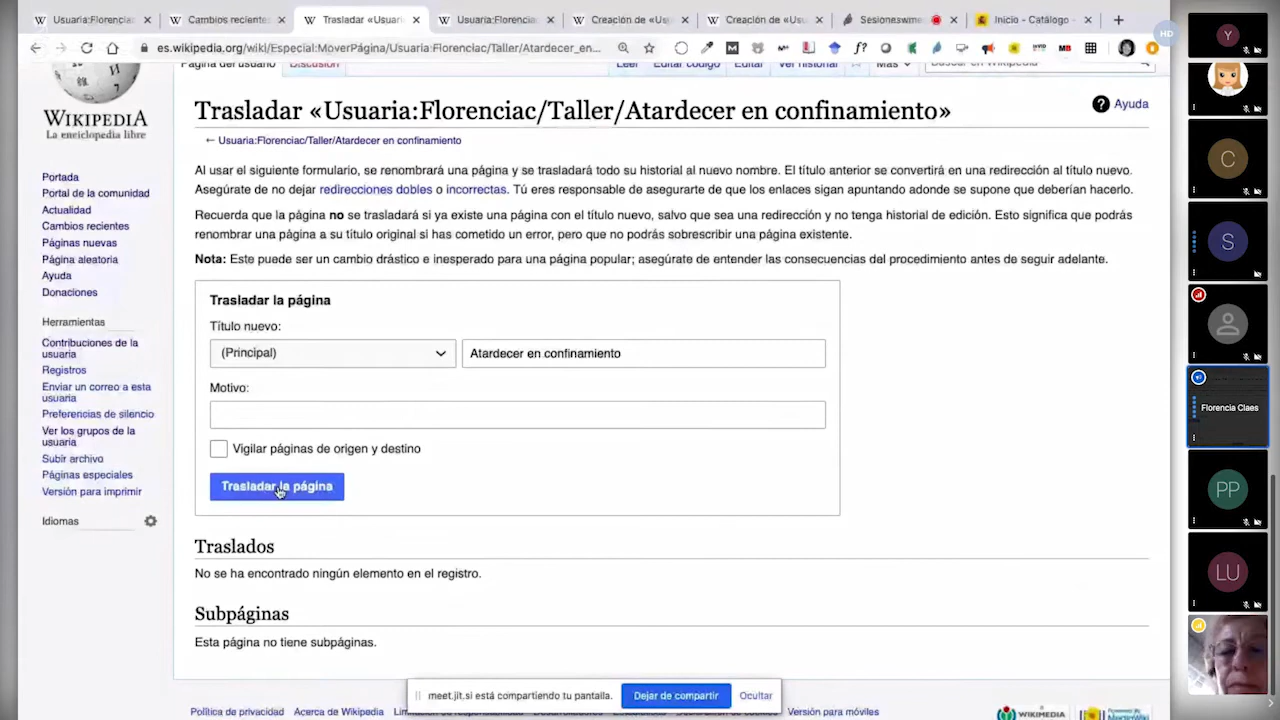 Usuaria:Florencia
Cambios reciente
Trasladar «Usuari
Usuaria:Florencia
Creación de «Us
Creación de «Usu
Sesioneswme
Inicio - Catálogo
es.wikipedia.org/wiki/Especial:MoverPágina/Usuaria:Florenciac/Taller/Atardecer_en...
HD
Página del usuario
Discusión
Leer
Editar código
Editar
Ver historial
Más
Buscar en Wikipedia
WIKIPEDIA
La enciclopedia libre
Portada
Portal de la comunidad
Actualidad
Cambios recientes
Páginas nuevas
Página aleatoria
Ayuda
Donaciones
Herramientas
Contribuciones de la
usuaria
Registros
Enviar un correo a esta
usuaria
Preferencias de silencio
Ver los grupos de la
usuaria
Subir archivo
Páginas especiales
Versión para imprimir
Idiomas
Trasladar «Usuaria:Florenciac/Taller/Atardecer en confinamiento»
Ayuda
← Usuaria:Florenciac/Taller/Atardecer en confinamiento
Al usar el siguiente formulario, se renombrará una página y se trasladará todo su historial al nuevo nombre. El título anterior se convertirá en una redirección al título nuevo.
Asegúrate de no dejar redirecciones dobles o incorrectas. Tú eres responsable de asegurarte de que los enlaces sigan apuntando adonde se supone que deberían hacerlo.
Recuerda que la página no se trasladará si ya existe una página con el título nuevo, salvo que sea una redirección y no tenga historial de edición. Esto significa que podrás
renombrar una página a su título original si has cometido un error, pero que no podrás sobrescribir una página existente.
Nota: Este puede ser un cambio drástico e inesperado para una página popular; asegúrate de entender las consecuencias del procedimiento antes de seguir adelante.
Trasladar la página
Título nuevo:
(Principal)
Atardecer en confinamiento
Motivo:
Vigilar páginas de origen y destino
Trasladar la página
Traslados
No se ha encontrado ningún elemento en el registro.
Subpáginas
Esta página no tiene subpáginas.
meet.jit.si está compartiendo tu pantalla.
Dejar de compartir
Ocultar
Política de privacidad
Acerca de Wikipedia
Versión para móviles
WIKIMEDIA
Y
C
S
Florencia Claes
PP
LU